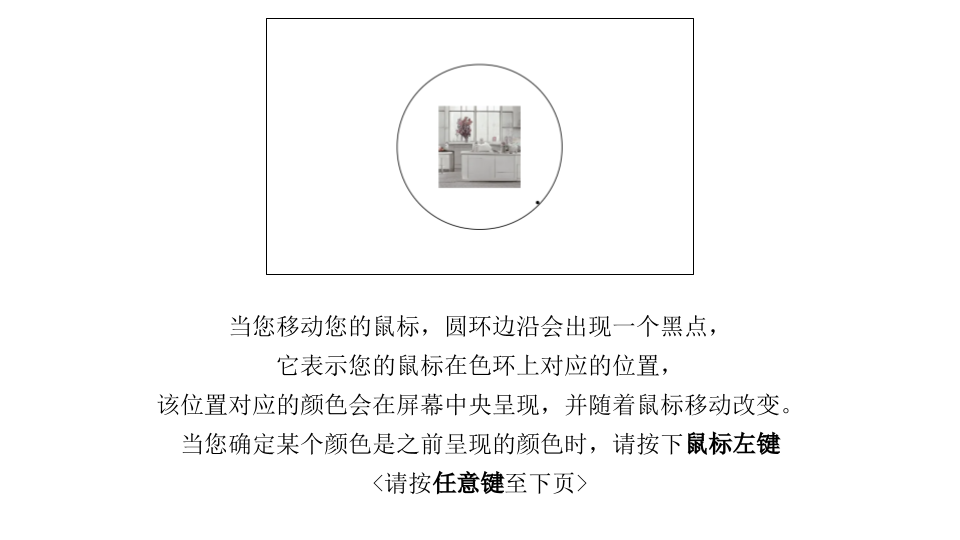 当您移动您的鼠标，圆环边沿会出现一个黑点，
它表示您的鼠标在色环上对应的位置，
该位置对应的颜色会在屏幕中央呈现，并随着鼠标移动改变。
当您确定某个颜色是之前呈现的颜色时，请按下鼠标左键
<请按任意键至下页>